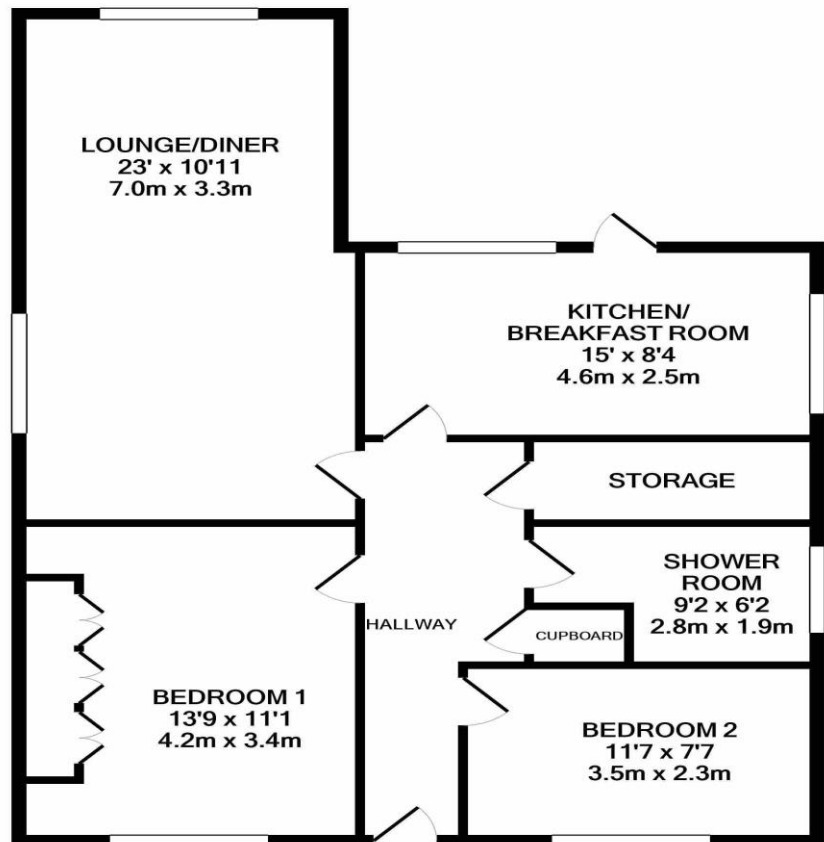 LOUNGE/DINER
23' x 10'11
7.0m x 3.3m
KITCHEN/
BREAKFAST ROOM
15' x 8'4
4.6m x 2.5m
STORAGE
SHOWER
ROOM
9'2 x 6'2
2.8m x 1.9m
HALLWAY
CUPBOARD
BEDROOM 1
13'9 x 11'1
4.2m x 3.4m
BEDROOM 2
11'7 x 7'7
3.5m x 2.3m